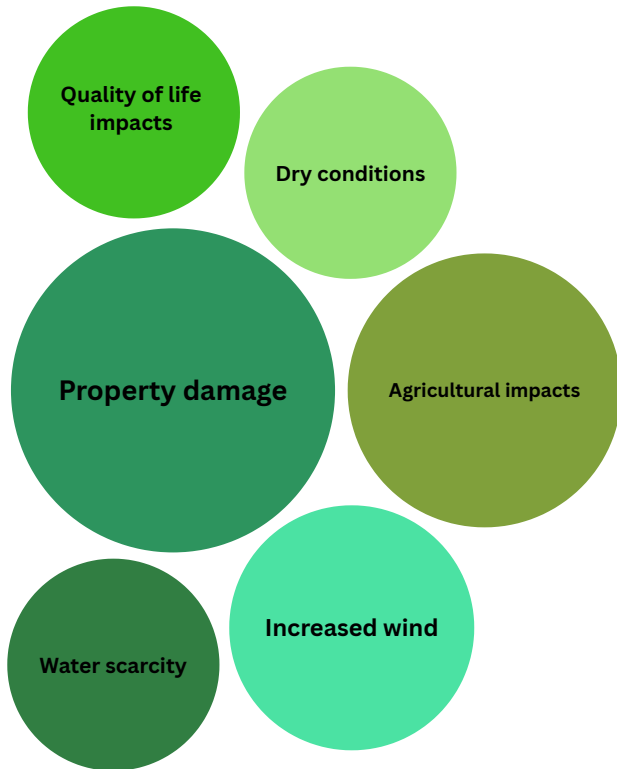 Quality of life
impacts
Dry conditions
Property damage
Agricultural impacts
Increased wind
Water scarcity